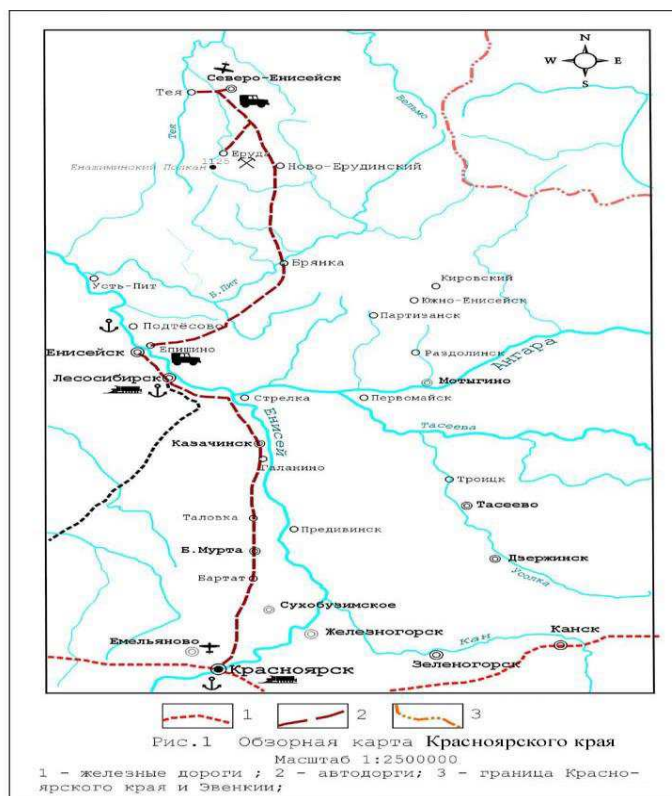 N
W E
S
Северо-Енисейск
Тея
Вельмо
Тея
Еруда
1125
Енашиминский Полкан
Ново-Ерудинский
Брянка
Усть-Пит
Б.Пит
Кировский
Южно-Енисейск
Партизанск
Подтёсово
Ангара
Енисейск
Епишино
Раздолинск
Лесосибирск
Мотыгино
Стрелка
Первомайск
Енисей
Тасеева
Казачинск
Галанино
Троицк
Тасеево
Таловка
Предивинск
Б.Мурта
Дзержинск
Бартат
Усолка
Сухобузимское
Емельяново
Железногорск
Кан
Канск
Зеленогорск
Красноярск
1 2 3
Рис.1 Обзорная карта Красноярского края
Масштаб 1:2500000
1 - железные дороги ; 2 - автодорги; 3 - граница Красно-
ярского края и Эвенкии;